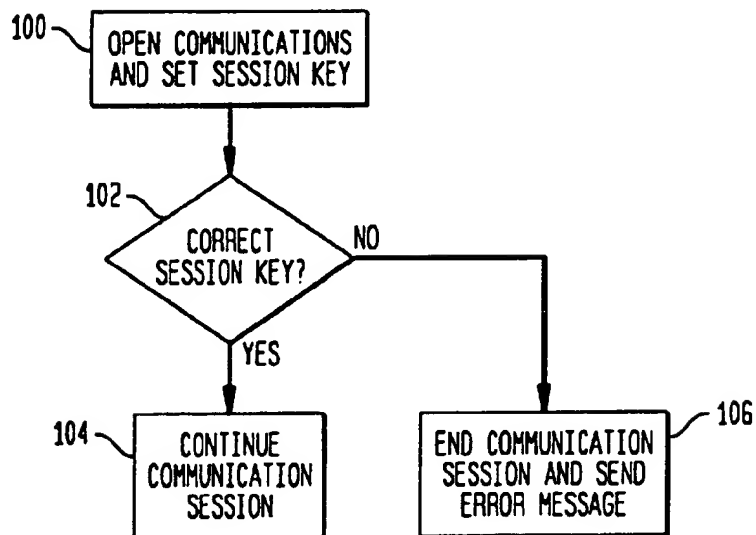 100
OPEN COMMUNICATIONS
AND SET SESSION KEY
102
CORRECT
SESSION KEY?
NO
YES
104
CONTINUE
COMMUNICATION
SESSION
END COMMUNICATION
SESSION AND SEND
ERROR MESSAGE
106